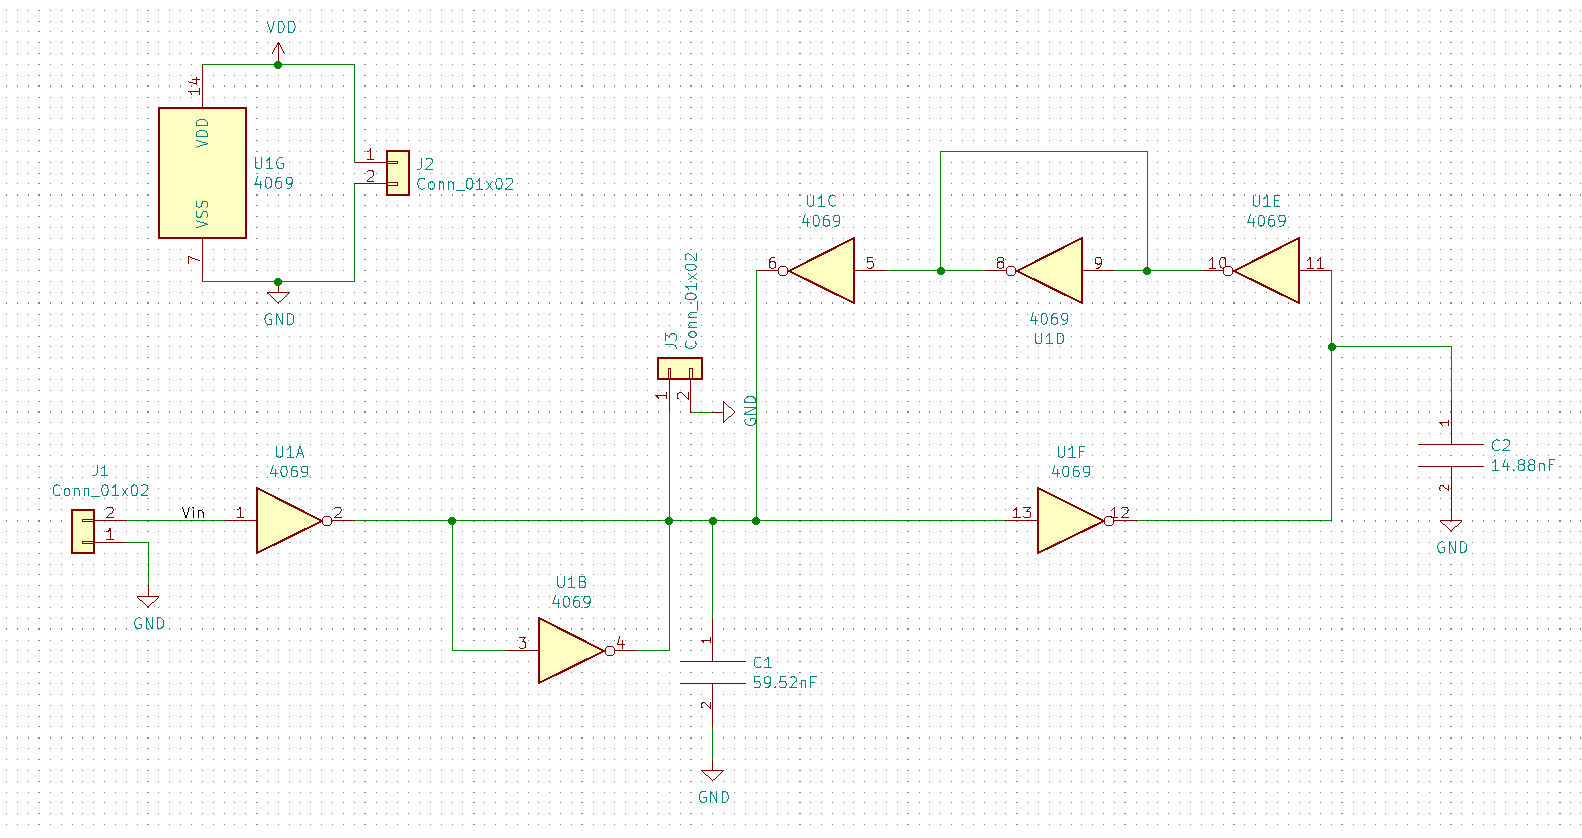 VDD
14
VDD
U1G
4069
VSS
7
GND
1
2
J2
Conn_01x02
U1C
4069
6
5
8
9
4069
U1D
U1E
4069
10
11
J3
Conn_01x02
1
2
GND
J1
Conn_01x02
2
1
Vin
GND
U1A
4069
1
2
U1B
4069
3
4
1
C1
59.52nF
2
GND
U1F
4069
13
12
1
C2
14.88nF
2
GND